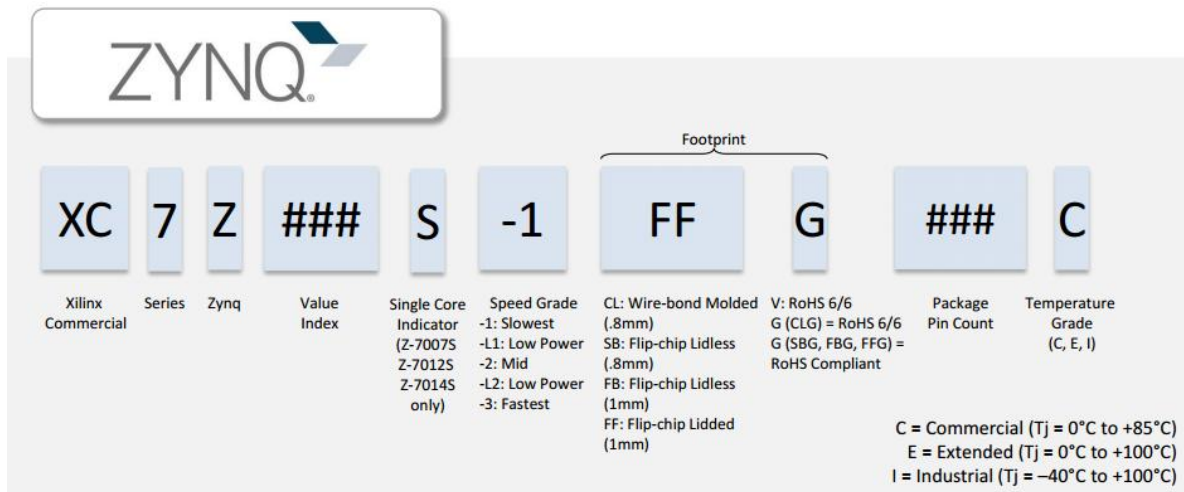 ZYNQ®
Footprint
XC 7 Z ### S -1 FF G ### C
Xilinx
Commercial
Series
Zynq
Value
Index
Single Core
Indicator
(Z-7007S
Z-7012S
Z-7014S
only)
Speed Grade
-1: Slowest
-L1: Low Power
-2: Mid
-L2: Low Power
-3: Fastest
CL: Wire-bond Molded
(.8mm)
SB: Flip-chip Lidless
(.8mm)
FB: Flip-chip Lidless
(1mm)
FF: Flip-chip Lidded
(1mm)
V: RoHS 6/6
G (CLG) = RoHS 6/6
G (SBG, FBG, FFG) =
RoHS Compliant
Package
Pin Count
Temperature
Grade
(C, E, I)
C = Commercial (Tj = 0°C to +85°C)
E = Extended (Tj = 0°C to +100°C)
I = Industrial (Tj = –40°C to +100°C)